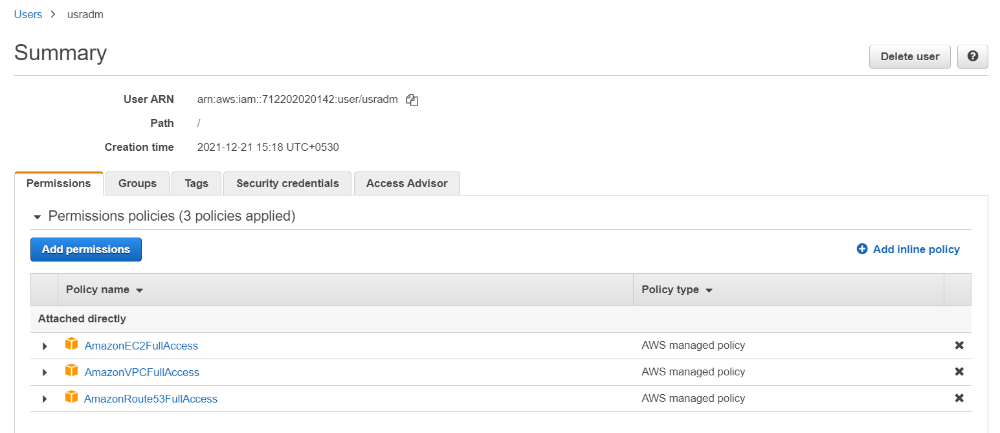 Users > usradm
Summary
Delete user
User ARN arn:aws:iam::712202020142:user/usradm
Path /
Creation time 2021-12-21 15:18 UTC+0530
Permissions Groups Tags Security credentials Access Advisor
Permissions policies (3 policies applied)
Add permissions Add inline policy
Policy name Policy type
Attached directly
AmazonEC2FullAccess AWS managed policy
AmazonVPCFullAccess AWS managed policy
AmazonRoute53FullAccess AWS managed policy